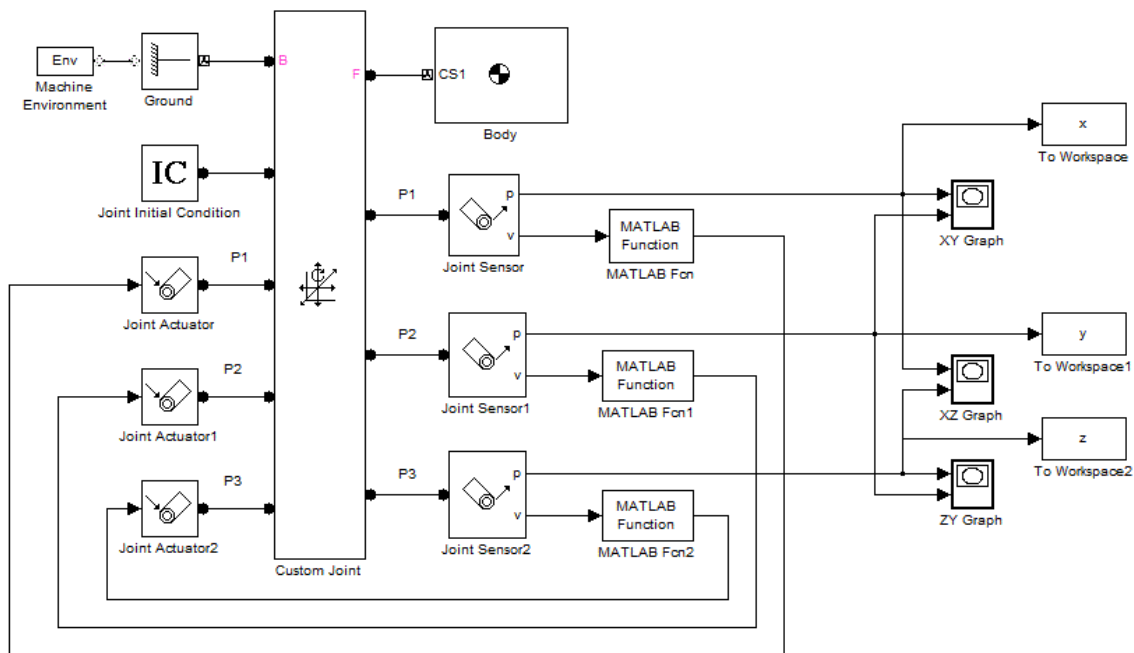 Env
Machine
Environment
Ground
B
F
CS1
Body
IC
Joint Initial Condition
P1
Joint Actuator
P2
Joint Actuator1
P3
Joint Actuator2
Custom Joint
P1
p
v
Joint Sensor
MATLAB
Function
MATLAB Fcn
P2
p
v
Joint Sensor1
MATLAB
Function
MATLAB Fcn1
P3
p
v
Joint Sensor2
MATLAB
Function
MATLAB Fcn2
x
To Workspace
XY Graph
y
To Workspace1
XZ Graph
z
To Workspace2
ZY Graph